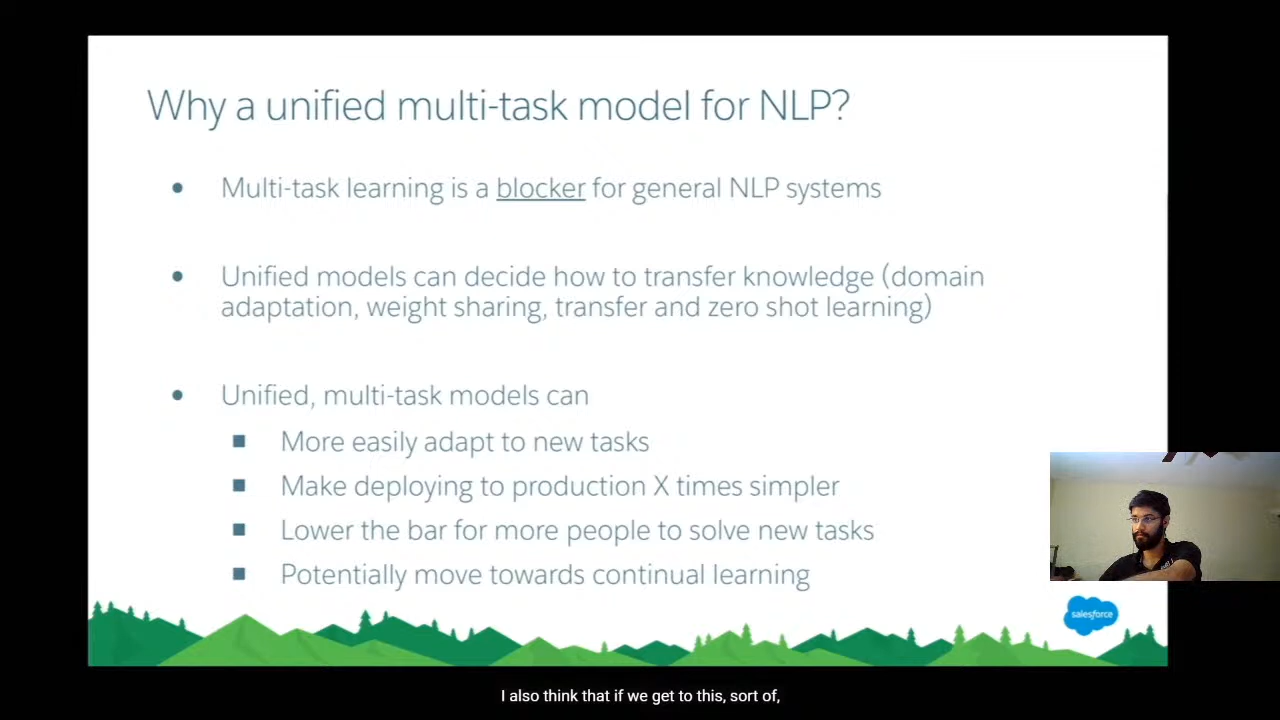 Why a unified multi-task model for NLP?
• Multi-task learning is a blocker for general NLP systems
• Unified models can decide how to transfer knowledge (domain
adaptation, weight sharing, transfer and zero shot learning)
• Unified, multi-task models can
■ More easily adapt to new tasks
■ Make deploying to production X times simpler
■ Lower the bar for more people to solve new tasks
■ Potentially move towards continual learning
salesforce
I also think that if we get to this, sort of,